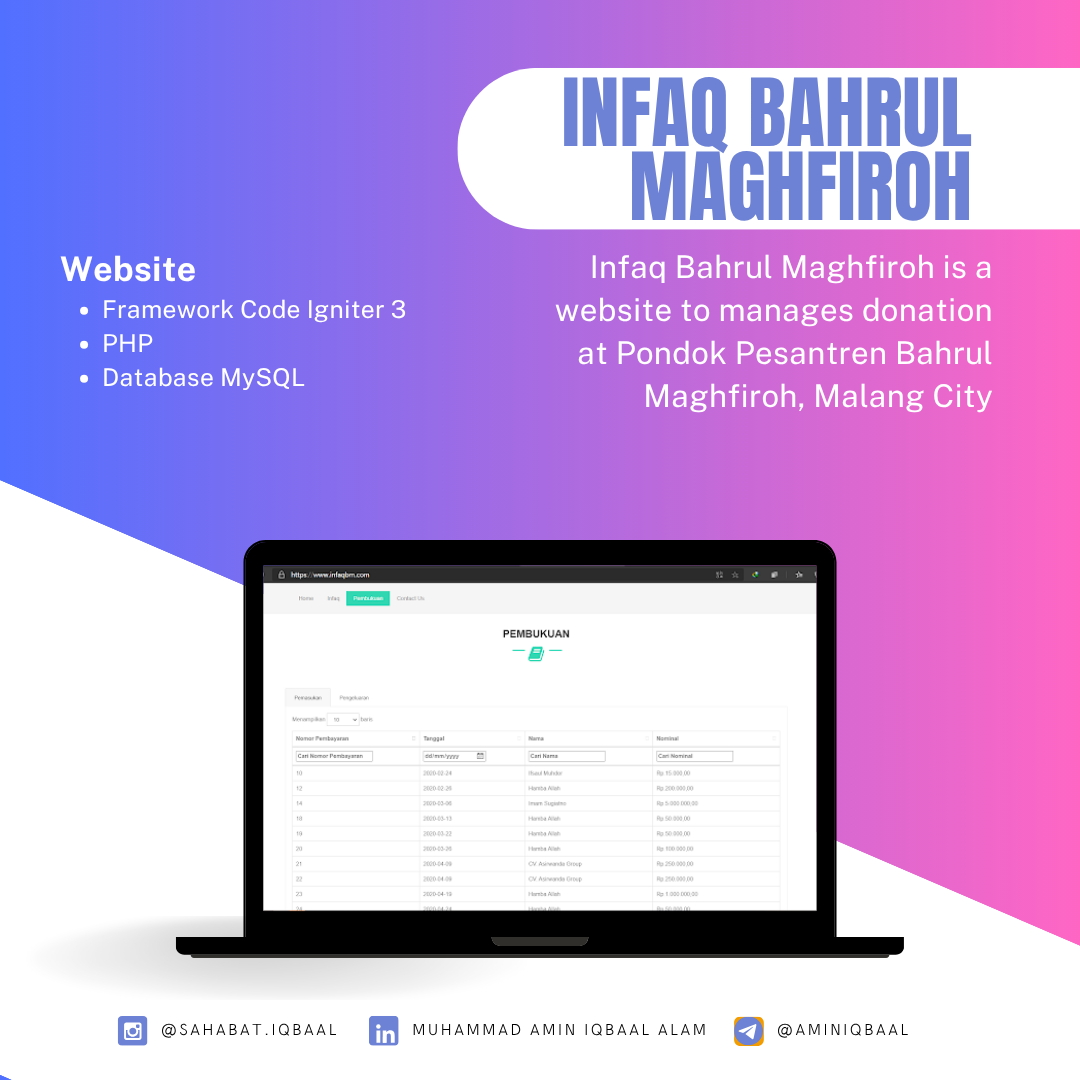 INFAQ BAHRUL
MAGHFIROH
Website
Framework Code Igniter 3
PHP
Database MySQL
Infaq Bahrul Maghfiroh is a
website to manages donation
at Pondok Pesantren Bahrul
Maghfiroh, Malang City
https://www.infaqbm.com
Home Infaq Pembukuan Contact Us
PEMBUKUAN
Pemasukan Pengeluaran
Menampilkan 10 baris
Nomor Pembayaran Tanggal Nama Nominal
Cari Nomor Pembayaran dd/mm/yyyy Cari Nama Cari Nominal
10 2020-02-24 Muhdor Rp 15.000,00
12 2020-02-26 Hamba Allah Rp 200.000,00
14 2020-03-06 Imam Rp 5.000.000,00
18 2020-03-13 Hamba Allah Rp 50.000,00
19 2020-03-22 Hamba Allah Rp 50.000,00
20 Hamba Allah Rp 100.000,00
21 2020-04-09 CV. Asriwanda Group Rp 250.000,00
22 2020-04-09 CV. Asriwanda Group Rp 250.000,00
23 Hamba Allah Rp 1.000.000,00
24 2020-04-24 Hamba Allah Rp 50.000,00
@SAHABAT.IQBAAL MUHAMMAD AMIN IQBAAL ALAM @AMINIQBAAL